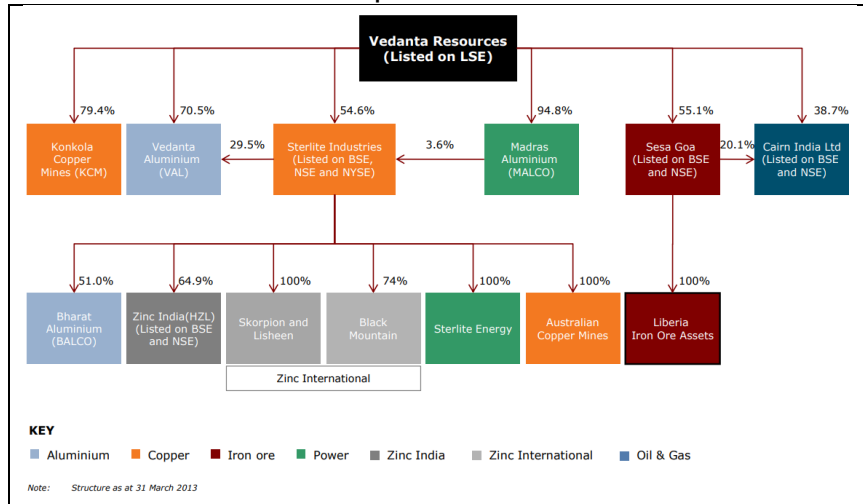 Vedanta Resources
(Listed on LSE)
79.4%
70.5%
54.6%
94.8%
55.1%
38.7%
Konkola
Copper
Mines (KCM)
Vedanta
Aluminium
(VAL)
29.5%
Sterlite Industries
(Listed on BSE,
NSE and NYSE)
3.6%
Madras
Aluminium
(MALCO)
Sesa Goa
(Listed on BSE
and NSE)
20.1%
Cairn India Ltd
(Listed on BSE
and NSE)
51.0%
64.9%
100%
74%
100%
100%
100%
Bharat
Aluminium
(BALCO)
Zinc India(HZL)
(Listed on BSE
and NSE)
Skorpion and
Lisheen
Black
Mountain
Sterlite Energy
Australian
Copper Mines
Liberia
Iron Ore Assets
Zinc International
KEY
Aluminium
Copper
Iron ore
Power
Zinc India
Zinc International
Oil & Gas
Note: Structure as at 31 March 2013